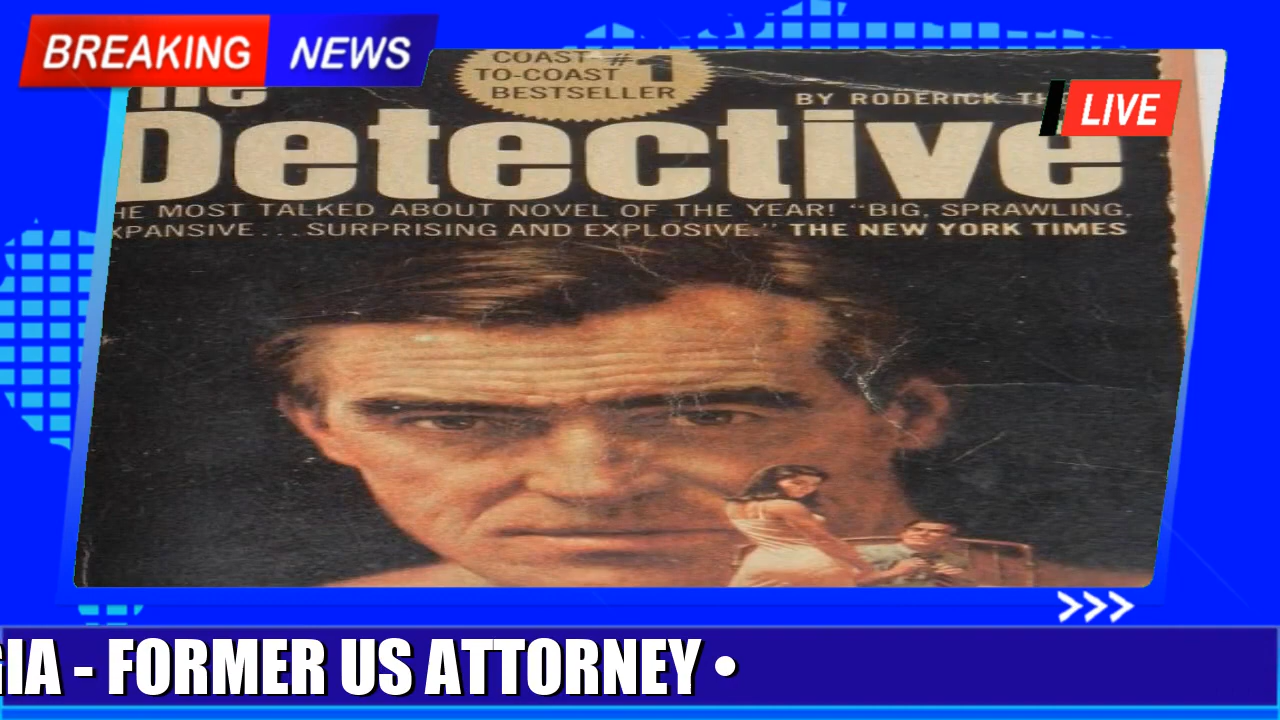 BREAKING NEWS
COAST
TO-COAST #1
BESTSELLER
BY RODERICK
LIVE
Detective
HE MOST TALKED ABOUT NOVEL OF THE YEAR! “BIG, SPRAWLING,
XPANSIVE...SURPRISING AND EXPLOSIVE.” THE NEW YORK TIMES
>>>
GIA - FORMER US ATTORNEY •